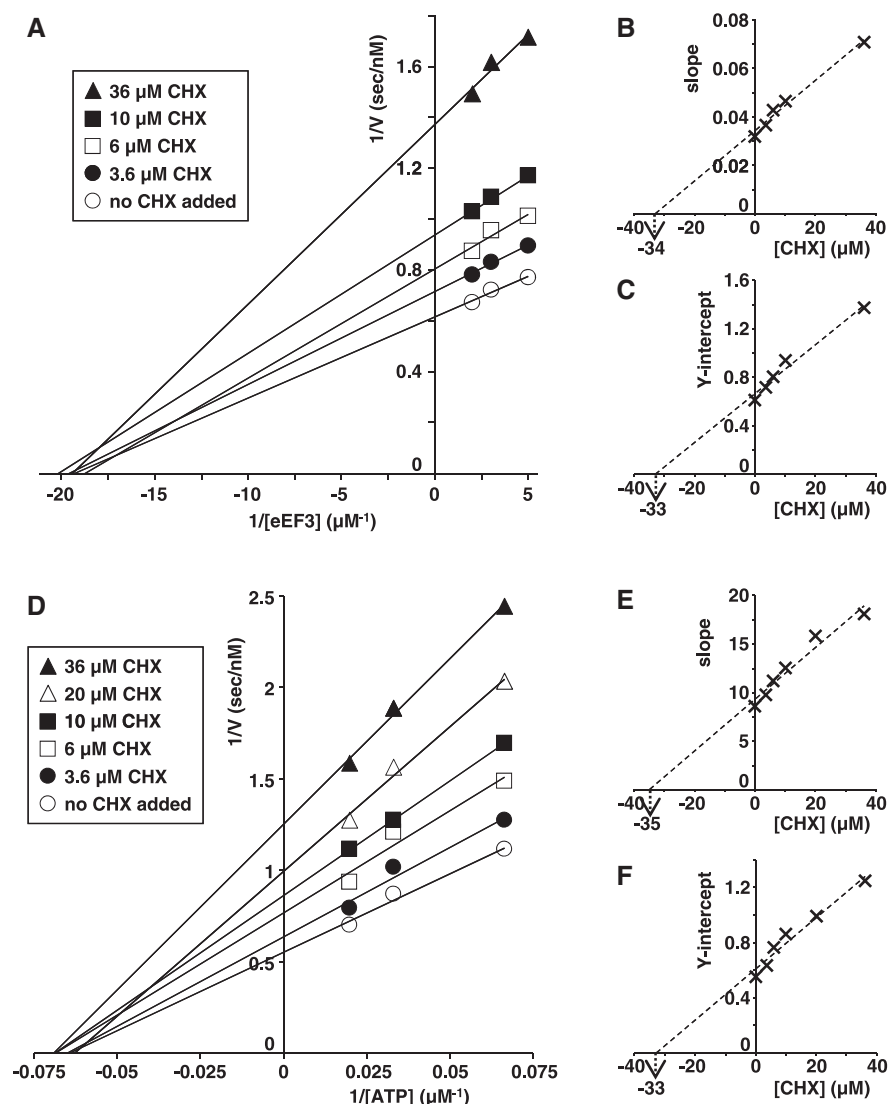 A
36 µM CHX
10 µM CHX
6 µM CHX
3.6 µM CHX
no CHX added
1/V (sec/nM)
1.6
1.2
0.8
0.4
0
-20 -15 -10 -5 0 5
1/[eEF3] (µM-1)
B
slope
0.08
0.06
0.04
0.02
0
-40 -20 0 20 40
-34
[CHX] (µM)
C
Y-intercept
1.6
1.2
0.8
0.4
0
-40 -20 0 20 40
-33
[CHX] (µM)
D
36 µM CHX
20 µM CHX
10 µM CHX
6 µM CHX
3.6 µM CHX
no CHX added
1/V (sec/nM)
2.5
2
1.5
1
0.5
0
-0.075 -0.05 -0.025 0 0.025 0.05 0.075
1/[ATP] (µM-1)
E
slope
20
15
10
5
0
-40 -20 0 20 40
-35
[CHX] (µM)
F
Y-intercept
1.2
0.8
0.4
0
-40 -20 0 20 40
-33
[CHX] (µM)